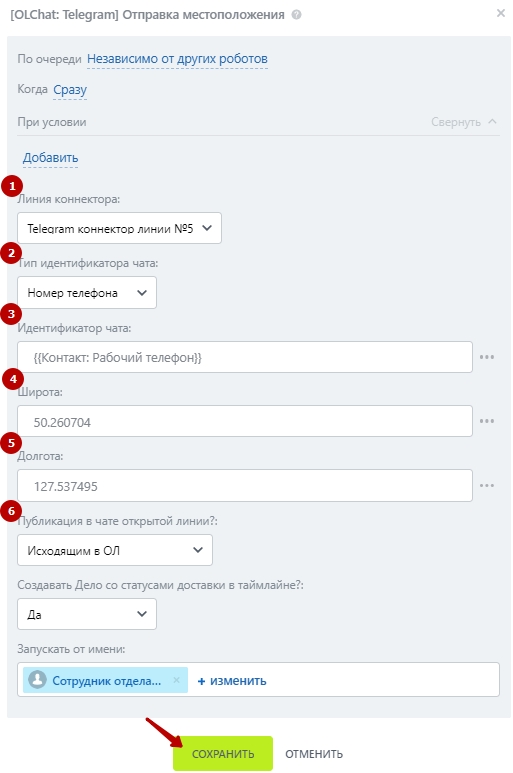 [OLChat: Telegram] Отправка местоположения
По очереди Независимо от других роботов
Когда Сразу
При условии Свернуть
Добавить
1
Линия коннектора:
Telegram коннектор линии №5
2
Тип идентификатора чата:
Номер телефона
3
Идентификатор чата:
{{Контакт: Рабочий телефон}}
4
Широта:
50.260704
5
Долгота:
127.537495
6
Публикация в чате открытой линии?:
Исходящим в ОЛ
Создавать Дело со статусами доставки в таймлайне?:
Да
Запускать от имени:
Сотрудник отдела... + изменить
СОХРАНИТЬ ОТМЕНИТЬ